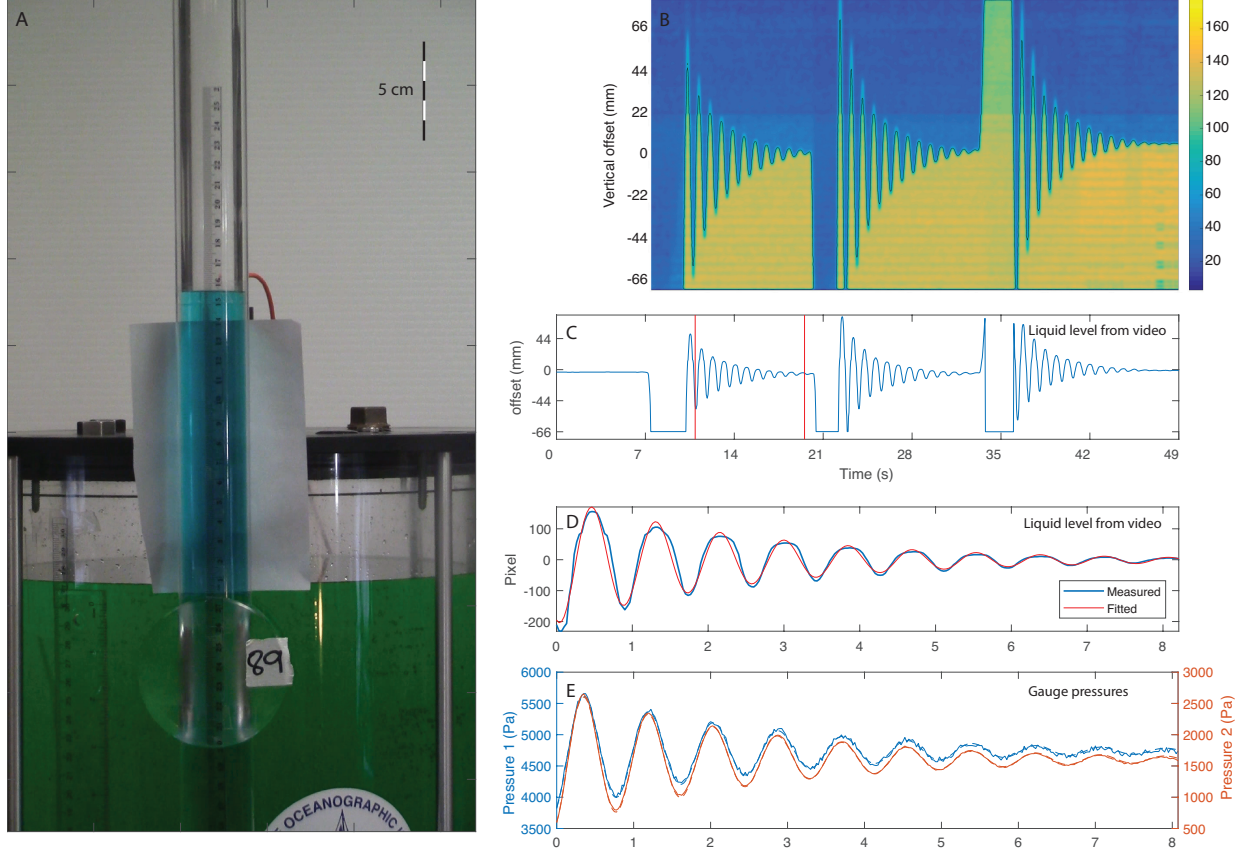 A
5 cm
89
OCEANOGRAPHIC
B
Vertical offset (mm)
66
44
22
0
-22
-44
-66
180
160
140
120
100
80
60
40
20
C
Liquid level from video
offset (mm)
44
0
-44
-66
0 7 14 21 28 35 42 49
Time (s)
D
Liquid level from video
Pixel
100
0
-100
-200
Measured
Fitted
0 1 2 3 4 5 6 7 8
E
Gauge pressures
Pressure 1 (Pa)
6000
5500
5000
4500
4000
3500
3000
2500
2000
1500
1000
500
Pressure 2 (Pa)
0 1 2 3 4 5 6 7 8